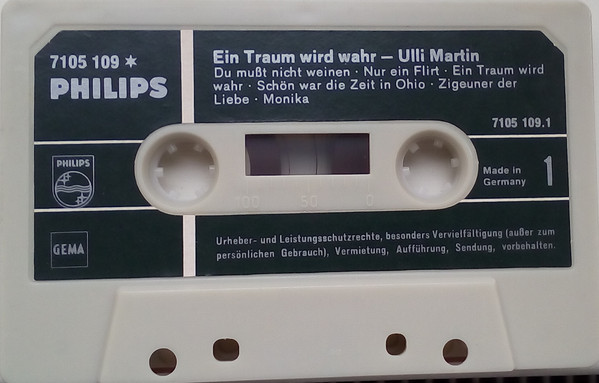 7105 109 ✶
PHILIPS
Ein Traum wird wahr – Ulli Martin
Du mußt nicht weinen · Nur ein Flirt · Ein Traum wird
wahr · Schön war die Zeit in Ohio · Zigeuner der
Liebe · Monika
7105 109.1
PHILIPS
Made in
Germany
1
100 50 0
GEMA
Urheber- und Leistungsschutzrechte, besonders Vervielfältigung (außer zum
persönlichen Gebrauch), Vermietung, Aufführung, Sendung, vorbehalten.